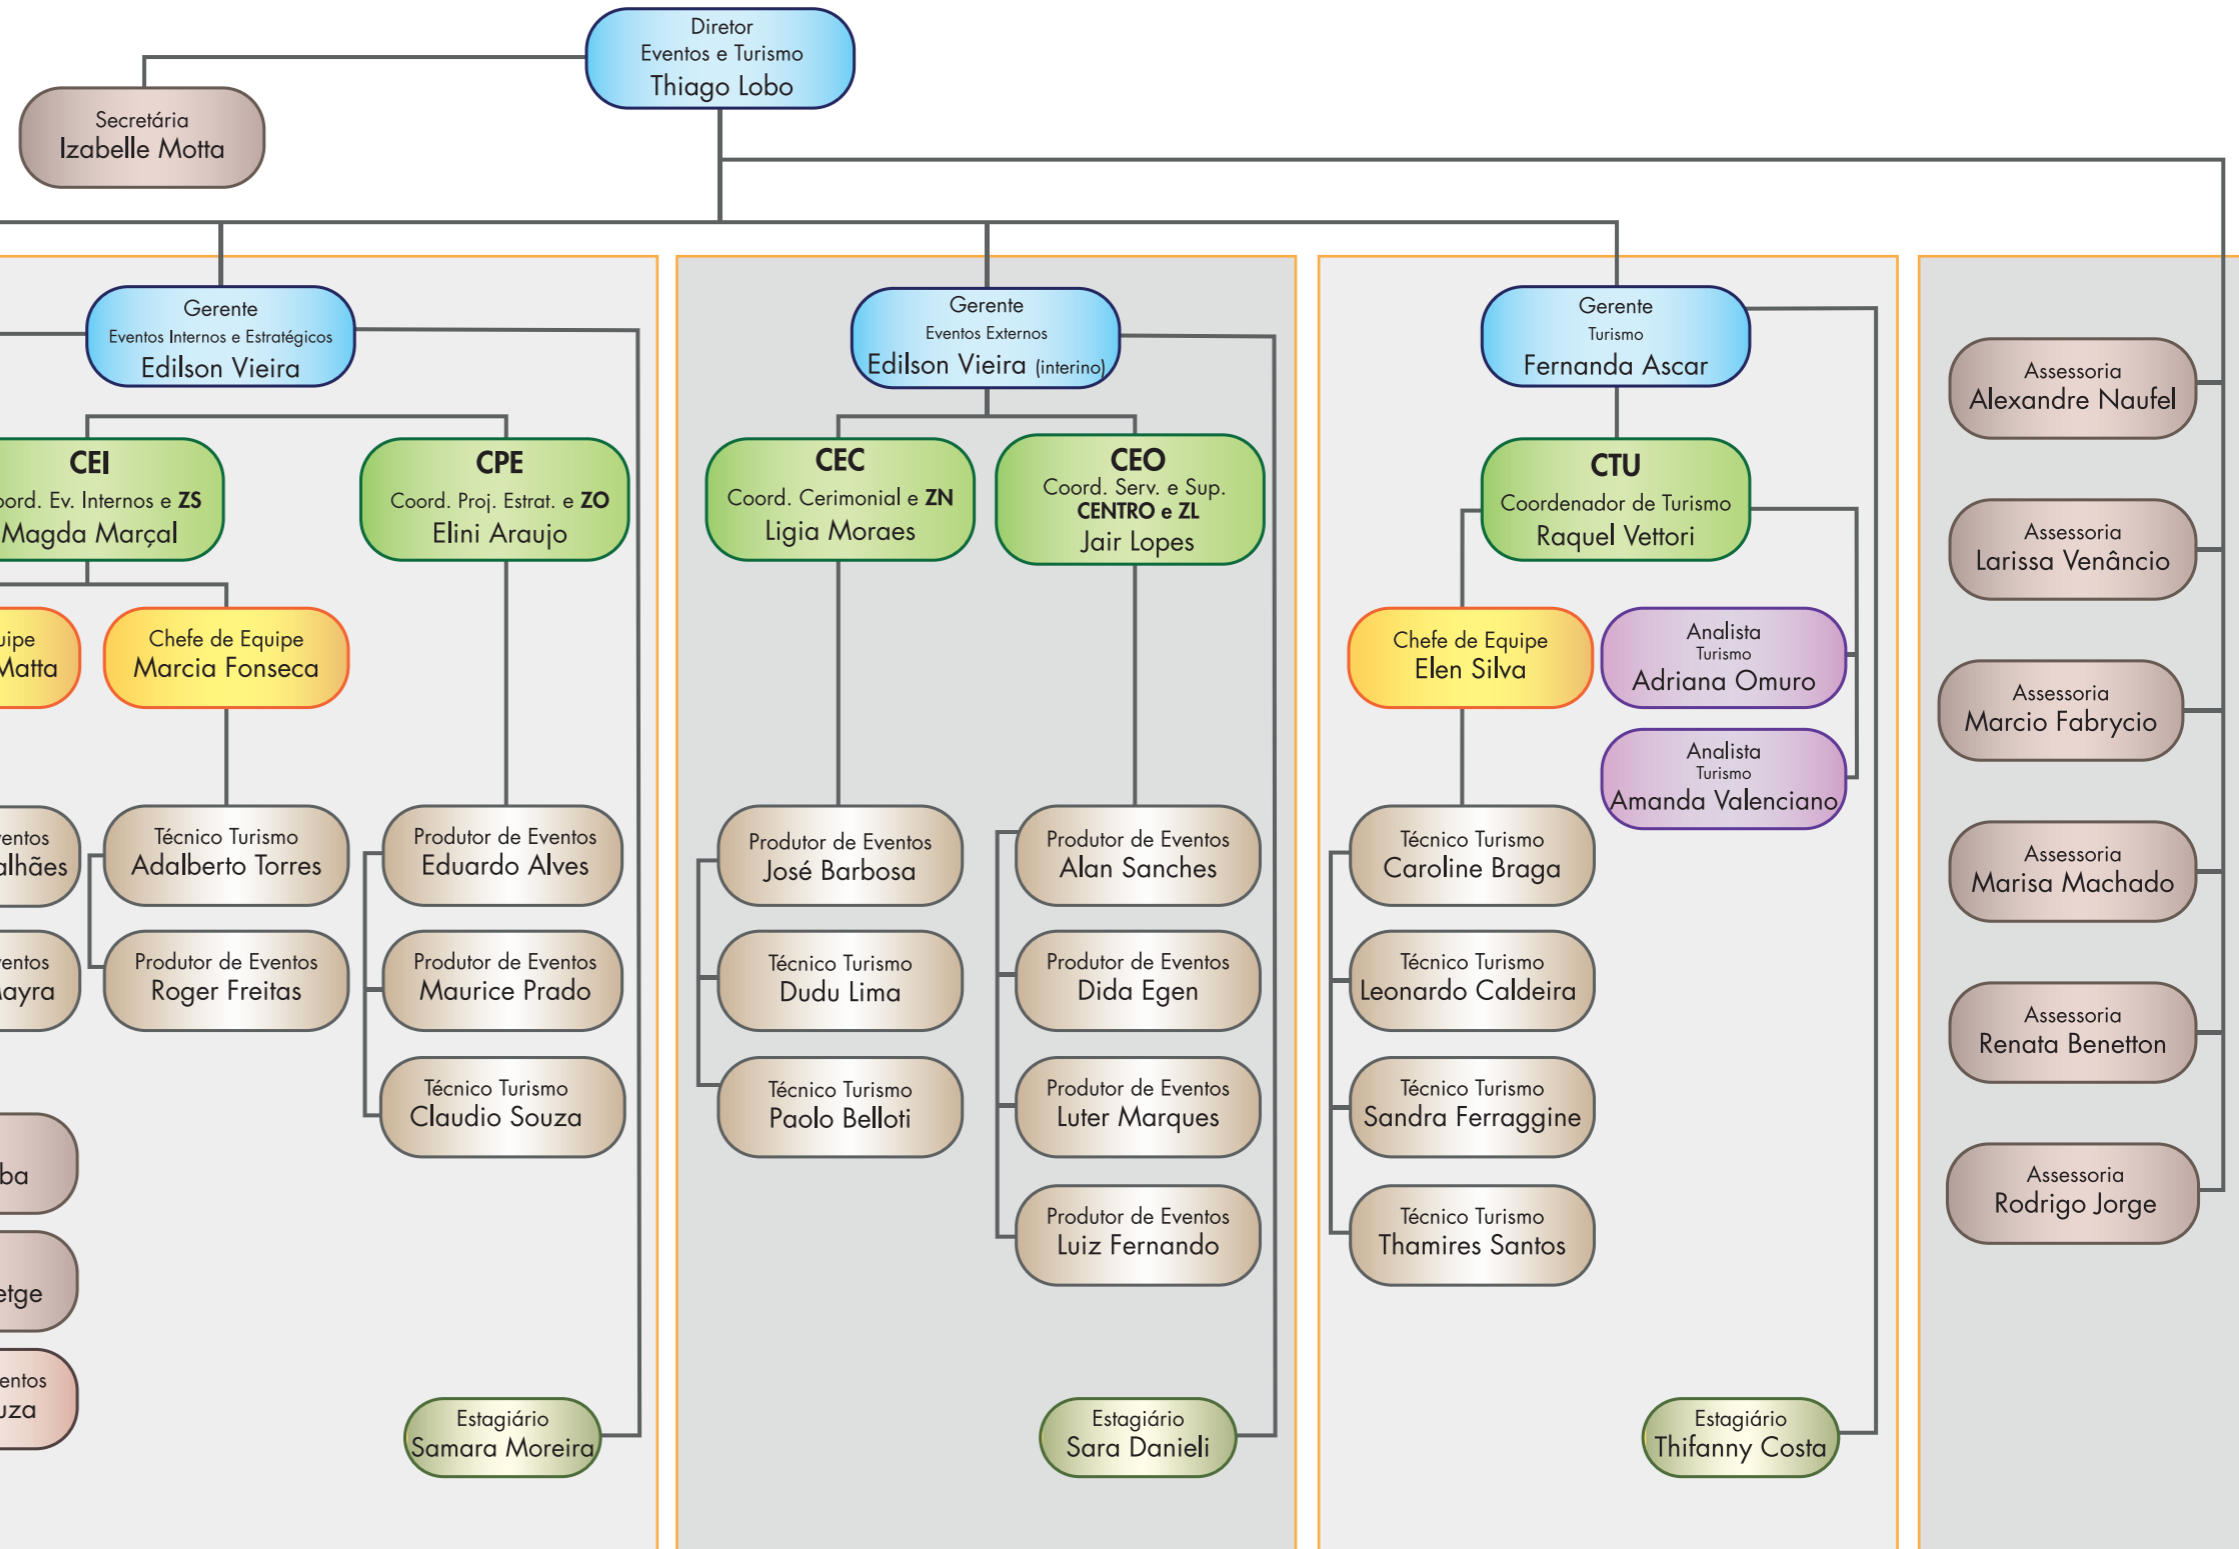 Diretor
Eventos e Turismo
Thiago Lobo
Secretária
Izabelle Motta
Gerente
Eventos Internos e Estratégicos
Edilson Vieira
Gerente
Eventos Externos
Edilson Vieira (interino)
Gerente
Turismo
Fernanda Ascar
CEI
Ev. Internos e ZS
Magda Marçal
CPE
Coord. Proj. Estrat. e ZO
Elini Araujo
CEC
Coord. Cerimonial e ZN
Ligia Moraes
CEO
Coord. Serv. e Sup.
CENTRO e ZL
Jair Lopes
CTU
Coordenador de Turismo
Raquel Vettori
Matta
Chefe de Equipe
Marcia Fonseca
Chefe de Equipe
Elen Silva
Analista
Turismo
Adriana Omuro
Analista
Turismo
Amanda Valenciano
Técnico Turismo
Adalberto Torres
Produtor de Eventos
Roger Freitas
Produtor de Eventos
Eduardo Alves
Produtor de Eventos
Maurice Prado
Técnico Turismo
Claudio Souza
Estagiário
Samara Moreira
Produtor de Eventos
José Barbosa
Técnico Turismo
Dudu Lima
Técnico Turismo
Paolo Belloti
Produtor de Eventos
Alan Sanches
Produtor de Eventos
Dida Egen
Produtor de Eventos
Luter Marques
Produtor de Eventos
Luiz Fernando
Estagiário
Sara Danieli
Técnico Turismo
Caroline Braga
Técnico Turismo
Leonardo Caldeira
Técnico Turismo
Sandra Ferraggine
Técnico Turismo
Thamires Santos
Estagiário
Thifanny Costa
Assessoria
Alexandre Naufel
Assessoria
Larissa Venâncio
Assessoria
Marcio Fabrycio
Assessoria
Marisa Machado
Assessoria
Renata Benetton
Assessoria
Rodrigo Jorge